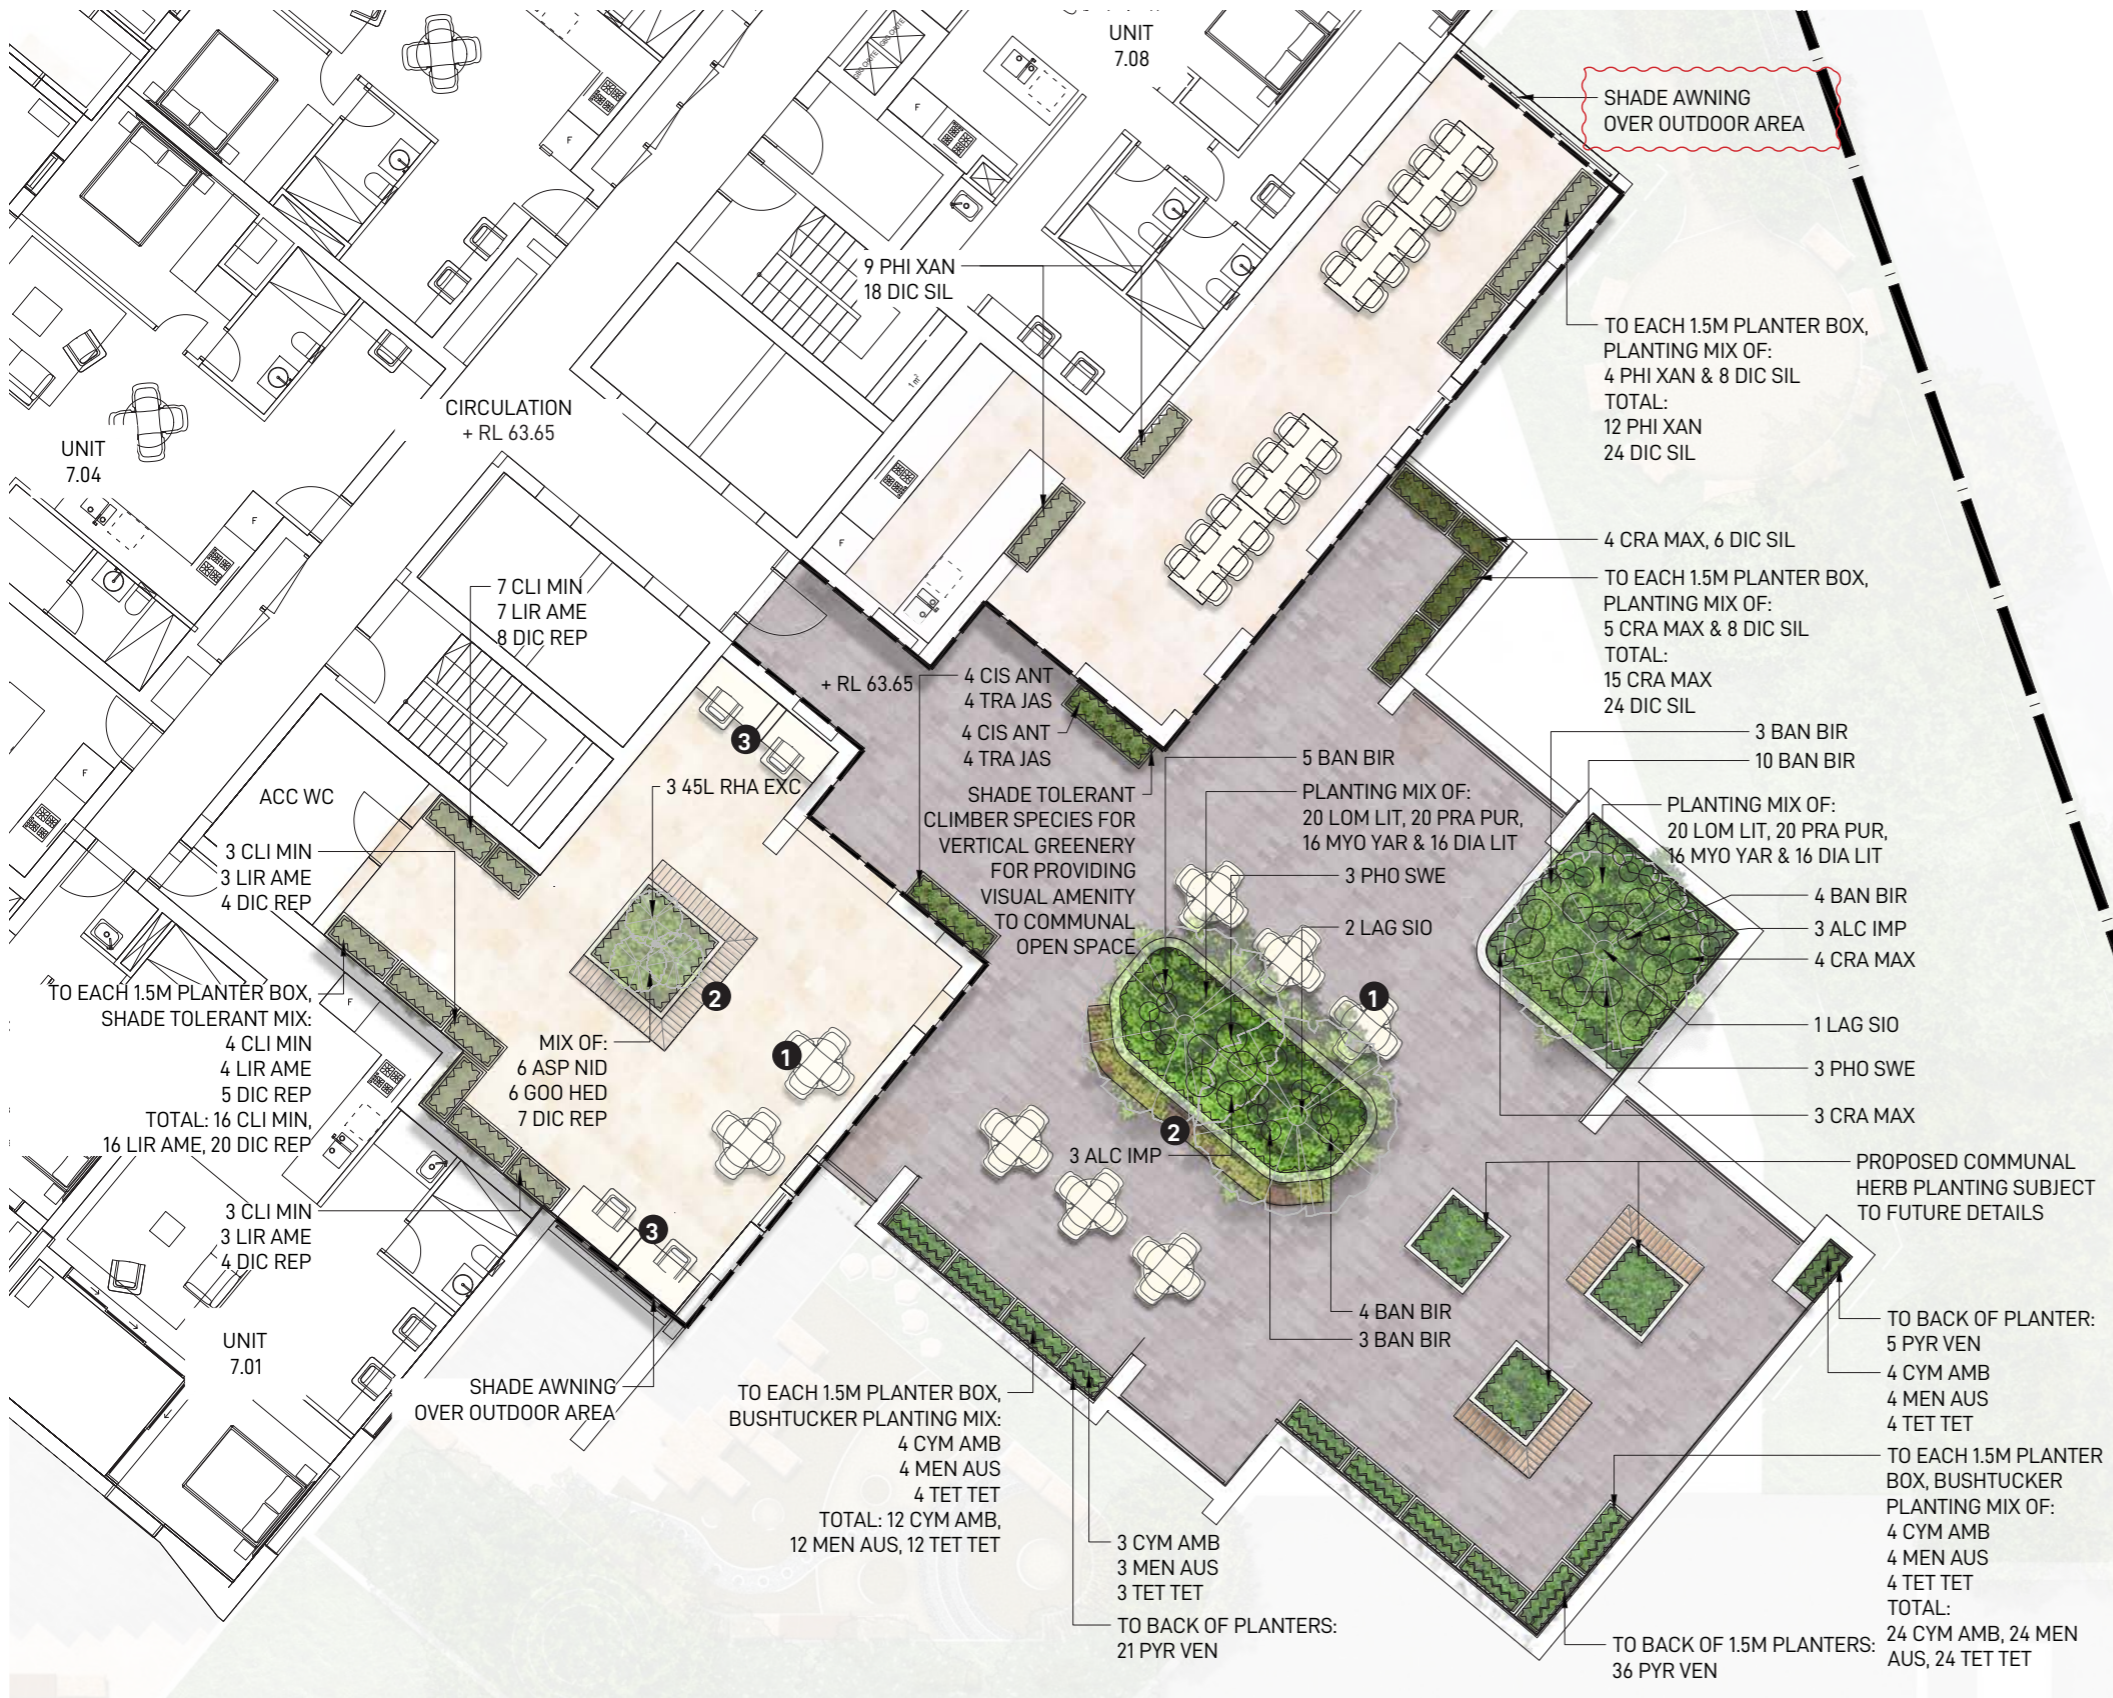 UNIT
7.08
SHADE AWNING
OVER OUTDOOR AREA
9 PHI XAN
18 DIC SIL
TO EACH 1.5M PLANTER BOX,
PLANTING MIX OF:
4 PHI XAN & 8 DIC SIL
TOTAL:
12 PHI XAN
24 DIC SIL
CIRCULATION
+ RL 63.65
UNIT
7.04
4 CRA MAX, 6 DIC SIL
TO EACH 1.5M PLANTER BOX,
PLANTING MIX OF:
5 CRA MAX & 8 DIC SIL
TOTAL:
15 CRA MAX
24 DIC SIL
7 CLI MIN
7 LIR AME
8 DIC REP
+ RL 63.65
4 CIS ANT
4 TRA JAS
4 CIS ANT
4 TRA JAS
SHADE TOLERANT
CLIMBER SPECIES FOR
VERTICAL GREENERY
FOR PROVIDING
VISUAL AMENITY
TO COMMUNAL
OPEN SPACE
3
3 45L RHA EXC
ACC WC
5 BAN BIR
PLANTING MIX OF:
20 LOM LIT, 20 PRA PUR,
16 MYO YAR & 16 DIA LIT
3 PHO SWE
2 LAG SIO
3 BAN BIR
10 BAN BIR
PLANTING MIX OF:
20 LOM LIT, 20 PRA PUR,
16 MYO YAR & 16 DIA LIT
4 BAN BIR
3 ALC IMP
4 CRA MAX
1 LAG SIO
3 PHO SWE
3 CRA MAX
3 CLI MIN
3 LIR AME
4 DIC REP
TO EACH 1.5M PLANTER BOX,
SHADE TOLERANT MIX:
4 CLI MIN
4 LIR AME
5 DIC REP
TOTAL: 16 CLI MIN,
16 LIR AME, 20 DIC REP
2
MIX OF:
6 ASP NID
6 GOO HED
7 DIC REP
1
1
2
3 ALC IMP
PROPOSED COMMUNAL
HERB PLANTING SUBJECT
TO FUTURE DETAILS
3 CLI MIN
3 LIR AME
4 DIC REP
3
4 BAN BIR
3 BAN BIR
UNIT
7.01
SHADE AWNING
OVER OUTDOOR AREA
TO EACH 1.5M PLANTER BOX,
BUSHTUCKER PLANTING MIX:
4 CYM AMB
4 MEN AUS
4 TET TET
TOTAL: 12 CYM AMB,
12 MEN AUS, 12 TET TET
3 CYM AMB
3 MEN AUS
3 TET TET
TO BACK OF PLANTERS:
21 PYR VEN
TO BACK OF PLANTER:
5 PYR VEN
4 CYM AMB
4 MEN AUS
4 TET TET
TO EACH 1.5M PLANTER
BOX, BUSHTUCKER
PLANTING MIX OF:
4 CYM AMB
4 MEN AUS
4 TET TET
TOTAL:
24 CYM AMB, 24 MEN
AUS, 24 TET TET
TO BACK OF 1.5M PLANTERS:
36 PYR VEN
F
F
F
F
F
F
1 m²